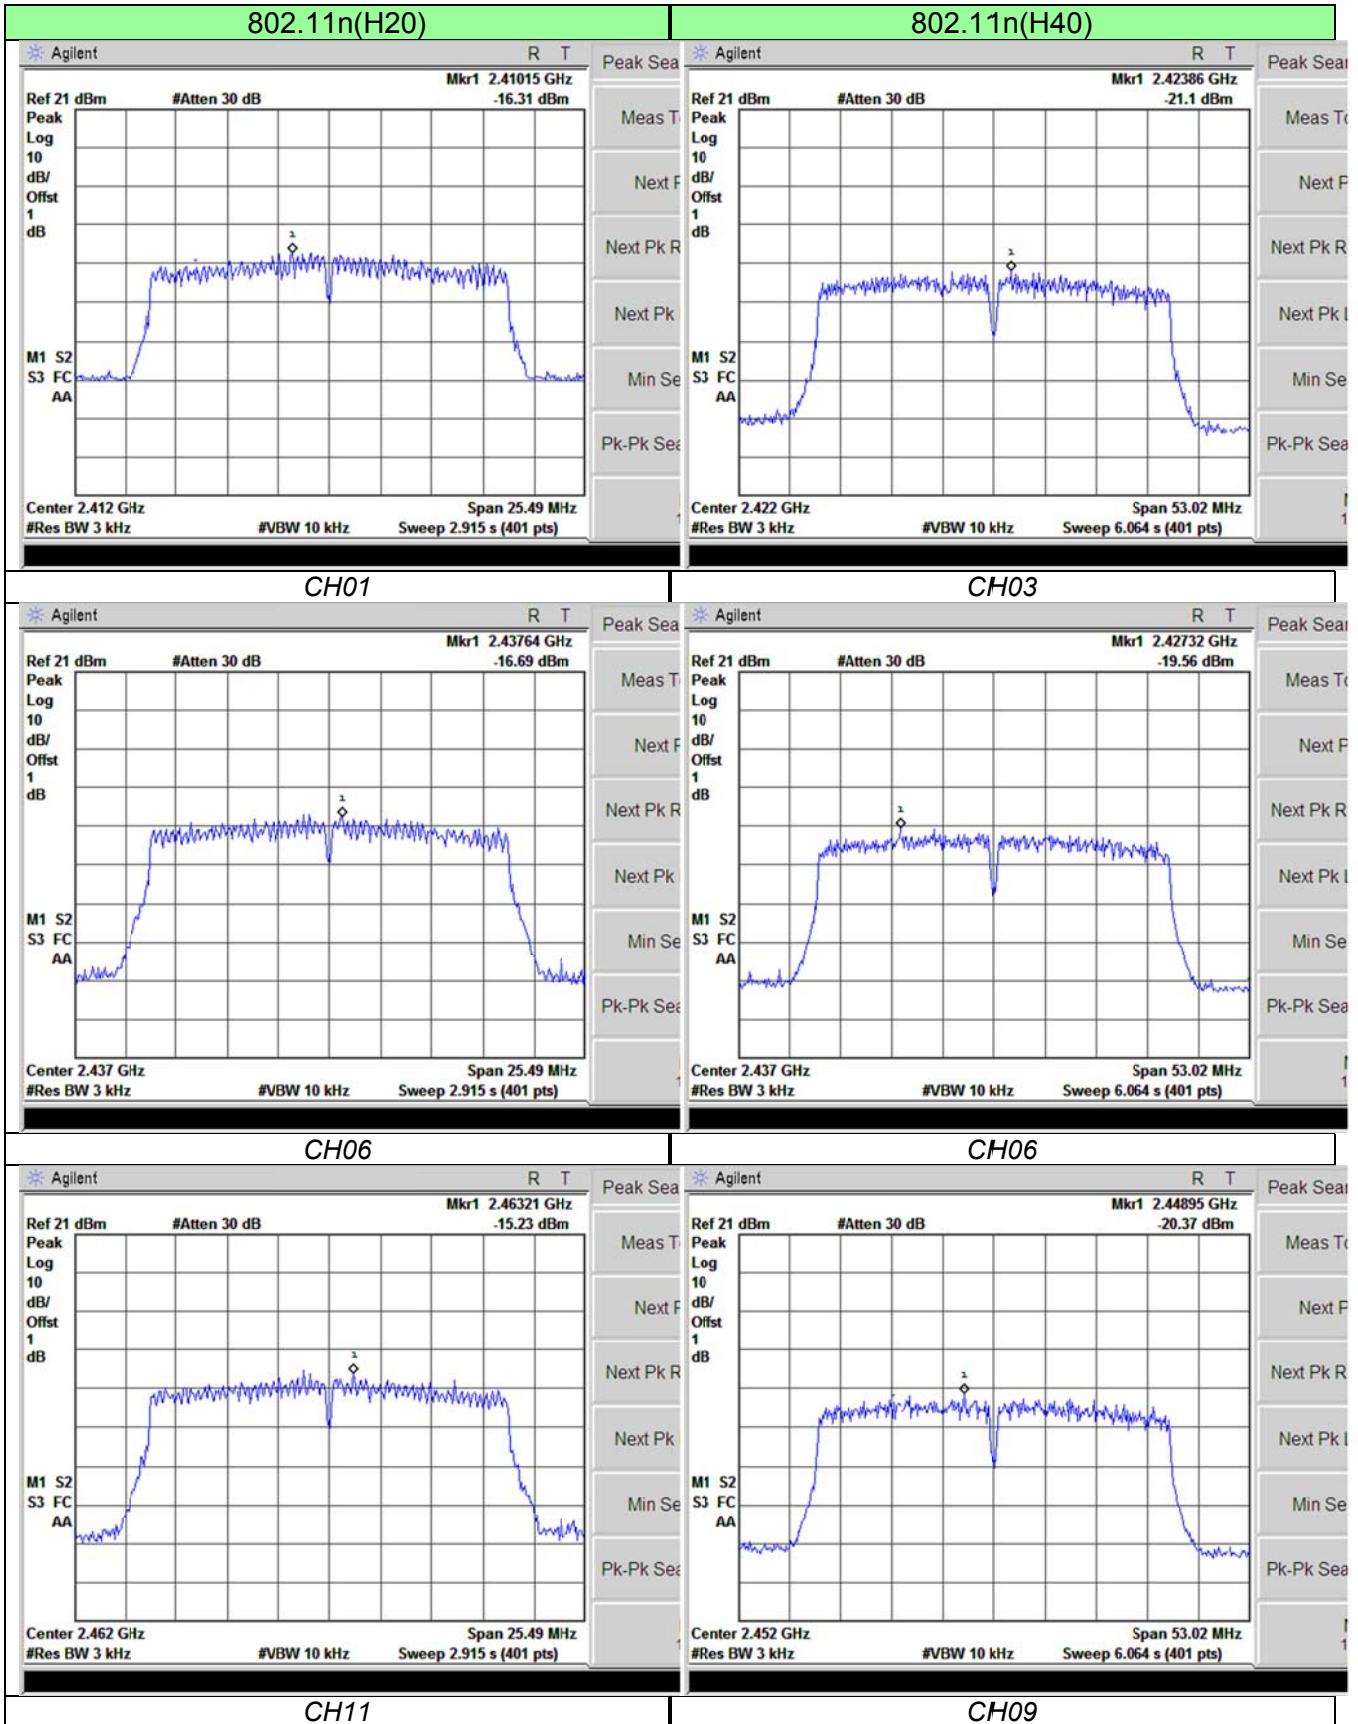 802.11n(H20) 802.11n(H40)
Agilent R T
Mkr1 2.41015 GHz
Ref 21 dBm #Atten 30 dB -16.31 dBm
Peak
Log
10
dB/
Offst
1
dB
1
M1 S2
S3 FC
AA
Center 2.412 GHz Span 25.49 MHz
#Res BW 3 kHz #VBW 10 kHz Sweep 2.915 s (401 pts)
Peak Sea
Meas T
Next P
Next Pk R
Next Pk
Min Se
Pk-Pk Sea
Agilent R T
Mkr1 2.42386 GHz
Ref 21 dBm #Atten 30 dB -21.1 dBm
Peak
Log
10
dB/
Offst
1
dB
1
M1 S2
S3 FC
AA
Center 2.422 GHz Span 53.02 MHz
#Res BW 3 kHz #VBW 10 kHz Sweep 6.064 s (401 pts)
Peak Sear
Meas To
Next P
Next Pk R
Next Pk L
Min Se
Pk-Pk Sea
CH01 CH03
Agilent R T
Mkr1 2.43764 GHz
Ref 21 dBm #Atten 30 dB -16.69 dBm
Peak
Log
10
dB/
Offst
1
dB
1
M1 S2
S3 FC
AA
Center 2.437 GHz Span 25.49 MHz
#Res BW 3 kHz #VBW 10 kHz Sweep 2.915 s (401 pts)
Peak Sea
Meas T
Next P
Next Pk R
Next Pk
Min Se
Pk-Pk Sea
Agilent R T
Mkr1 2.42732 GHz
Ref 21 dBm #Atten 30 dB -19.56 dBm
Peak
Log
10
dB/
Offst
1
dB
1
M1 S2
S3 FC
AA
Center 2.437 GHz Span 53.02 MHz
#Res BW 3 kHz #VBW 10 kHz Sweep 6.064 s (401 pts)
Peak Sear
Meas To
Next P
Next Pk R
Next Pk L
Min Se
Pk-Pk Sea
CH06 CH06
Agilent R T
Mkr1 2.46321 GHz
Ref 21 dBm #Atten 30 dB -15.23 dBm
Peak
Log
10
dB/
Offst
1
dB
1
M1 S2
S3 FC
AA
Center 2.462 GHz Span 25.49 MHz
#Res BW 3 kHz #VBW 10 kHz Sweep 2.915 s (401 pts)
Peak Sea
Meas T
Next P
Next Pk R
Next Pk
Min Se
Pk-Pk Sea
Agilent R T
Mkr1 2.44895 GHz
Ref 21 dBm #Atten 30 dB -20.37 dBm
Peak
Log
10
dB/
Offst
1
dB
1
M1 S2
S3 FC
AA
Center 2.452 GHz Span 53.02 MHz
#Res BW 3 kHz #VBW 10 kHz Sweep 6.064 s (401 pts)
Peak Sear
Meas To
Next P
Next Pk R
Next Pk L
Min Se
Pk-Pk Sea
CH11 CH09